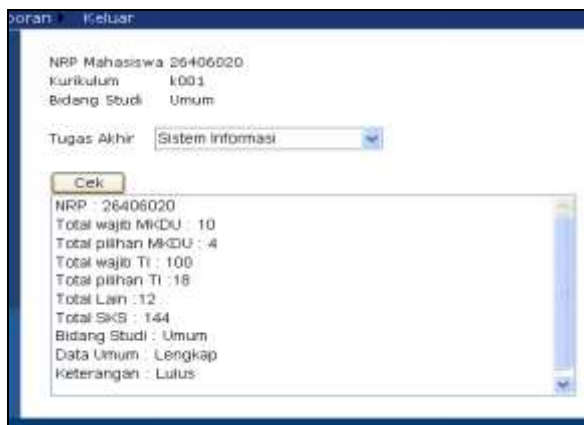 poran Keluar
NRP Mahasiswa 26406020
Kurikulum k001
Bidang Studi Umum
Tugas Akhir Sistem Informasi
Cek
NRP : 26406020
Total wajib MKDU : 10
Total pilihan MKDU : 4
Total wajib TI : 100
Total pilihan TI :18
Total Lain :12
Total SKS : 144
Bidang Studi : Umum
Data Umum : Lengkap
Keterangan : Lulus